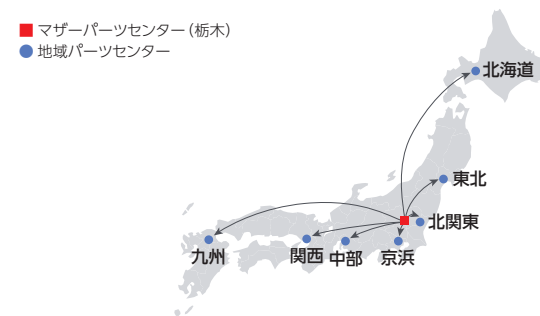 マザーパーツセンター(栃木)
地域パーツセンター
北海道
東北
北関東
九州
関西
中部
京浜